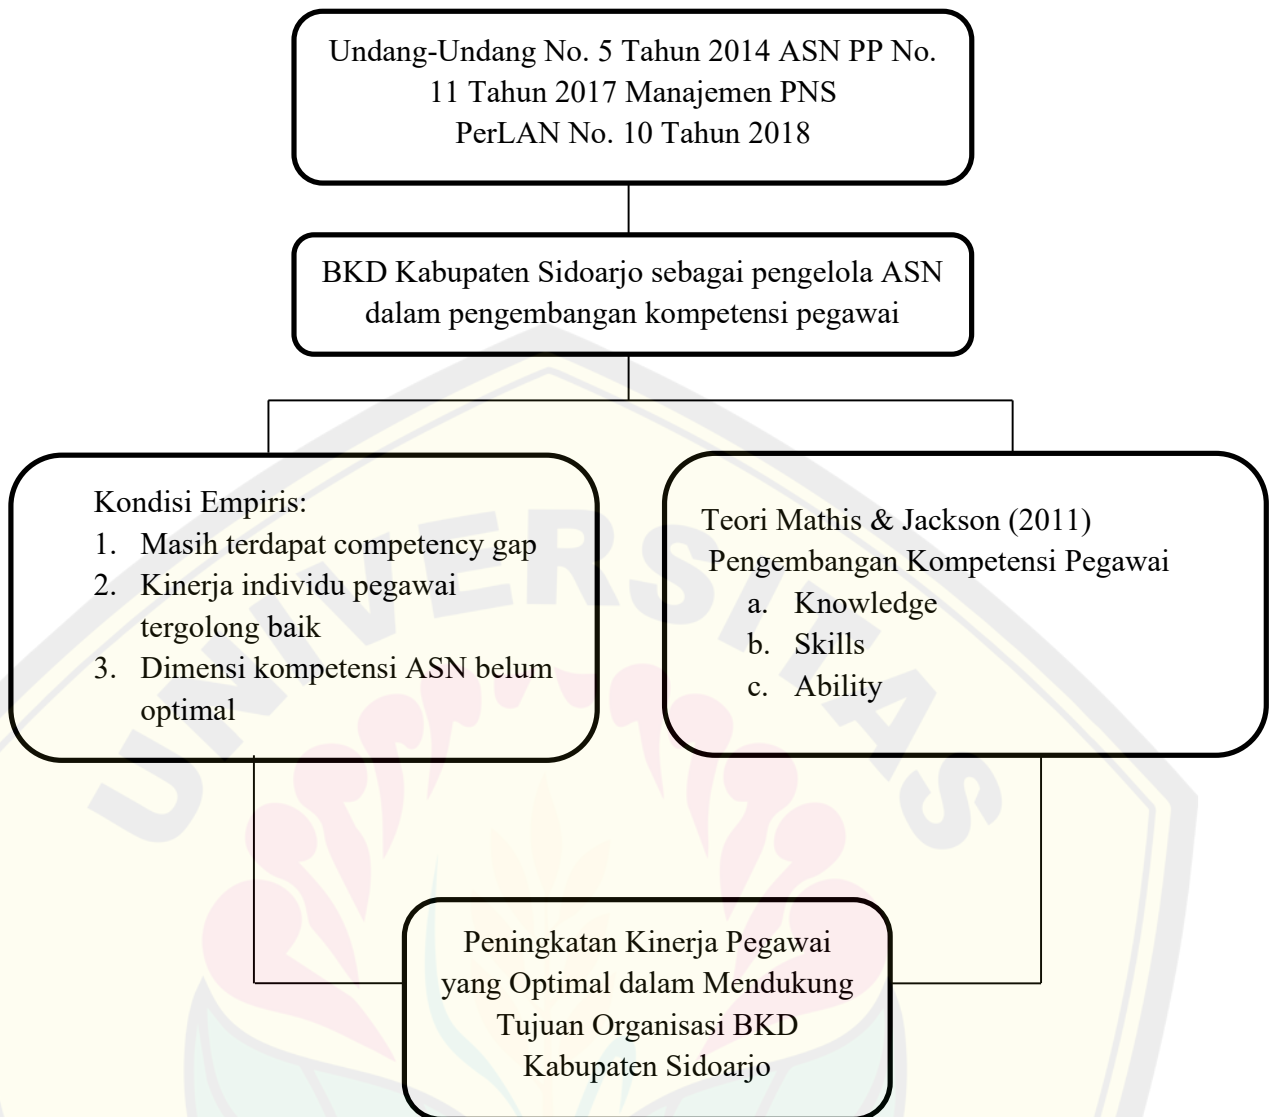 Undang-Undang No. 5 Tahun 2014 ASN PP No.
11 Tahun 2017 Manajemen PNS
PerLAN No. 10 Tahun 2018
BKD Kabupaten Sidoarjo sebagai pengelola ASN
dalam pengembangan kompetensi pegawai
Kondisi Empiris:
1. Masih terdapat competency gap
2. Kinerja individu pegawai
tergolong baik
3. Dimensi kompetensi ASN belum
optimal
Teori Mathis & Jackson (2011)
Pengembangan Kompetensi Pegawai
a. Knowledge
b. Skills
c. Ability
Peningkatan Kinerja Pegawai
yang Optimal dalam Mendukung
Tujuan Organisasi BKD
Kabupaten Sidoarjo
UNIVERSITAS